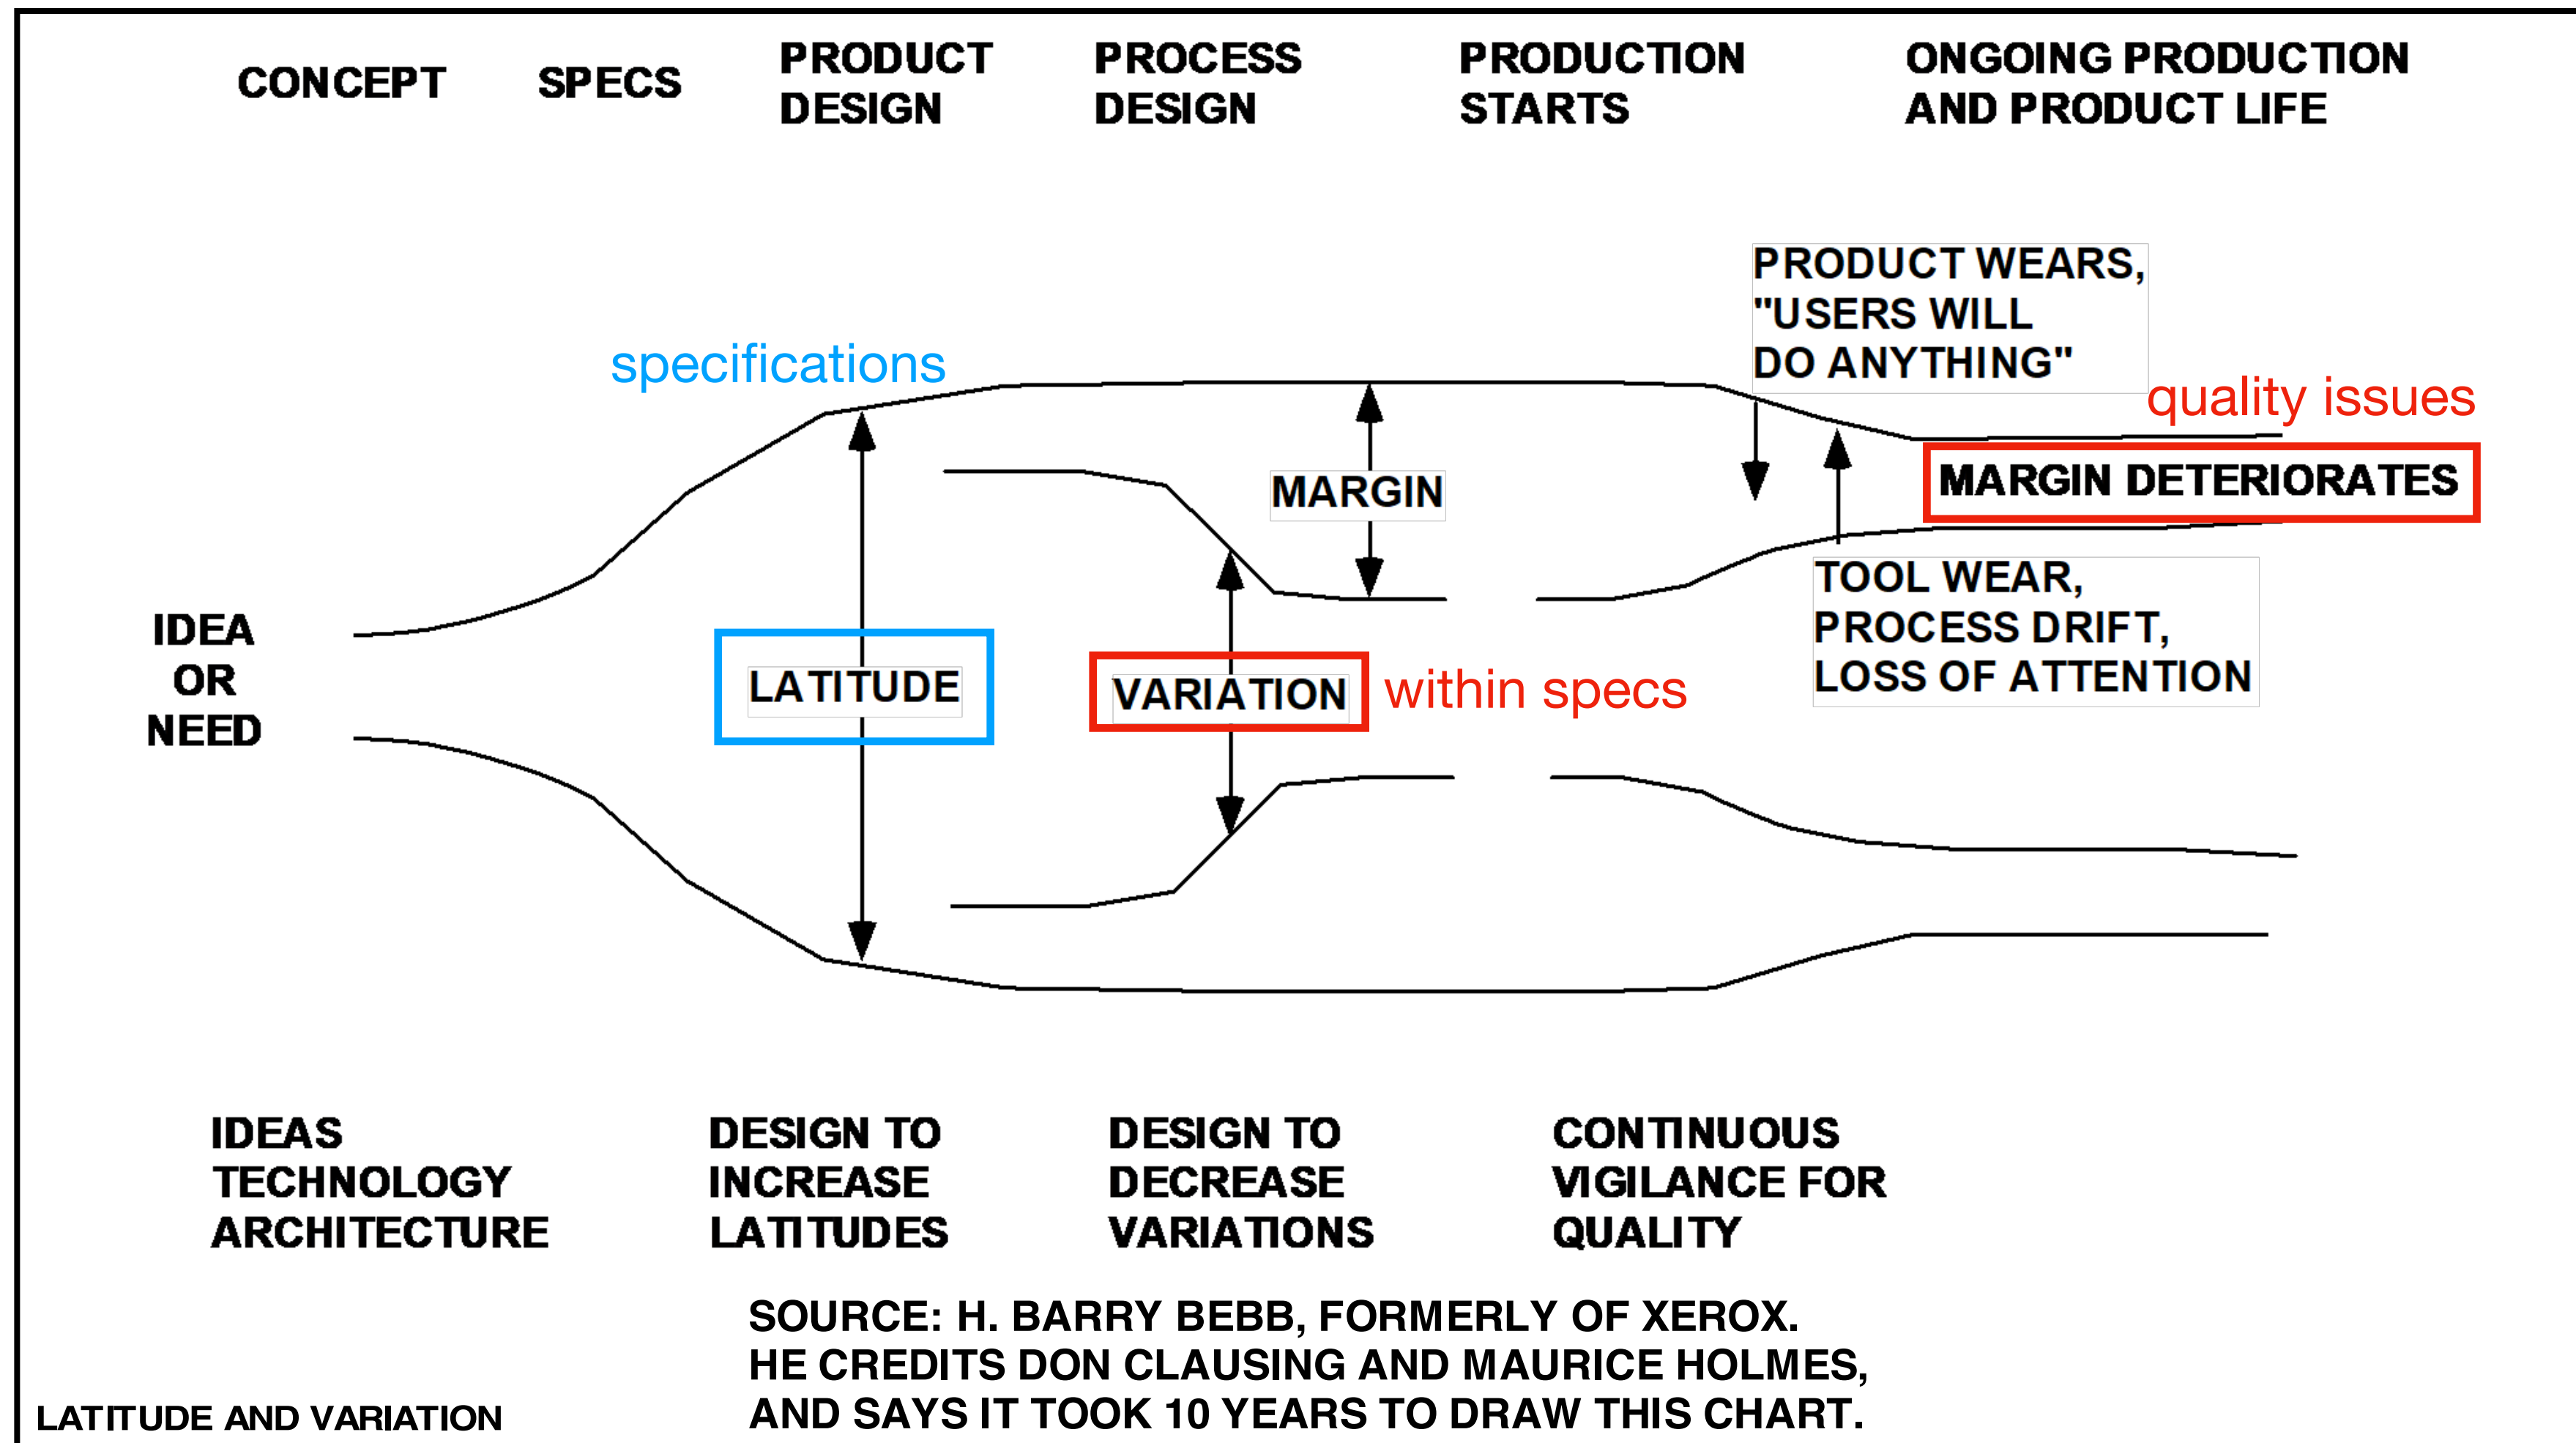 CONCEPT
SPECS
PRODUCT
DESIGN
PROCESS
DESIGN
PRODUCTION
STARTS
ONGOING PRODUCTION
AND PRODUCT LIFE
PRODUCT WEARS,
"USERS WILL
DO ANYTHING"
specifications
quality issues
MARGIN
MARGIN DETERIORATES
IDEA
OR
NEED
LATITUDE
VARIATION
within specs
TOOL WEAR,
PROCESS DRIFT,
LOSS OF ATTENTION
IDEAS
TECHNOLOGY
ARCHITECTURE
DESIGN TO
INCREASE
LATITUDES
DESIGN TO
DECREASE
VARIATIONS
CONTINUOUS
VIGILANCE FOR
QUALITY
SOURCE: H. BARRY BEBB, FORMERLY OF XEROX.
HE CREDITS DON CLAUSING AND MAURICE HOLMES,
AND SAYS IT TOOK 10 YEARS TO DRAW THIS CHART.
LATITUDE AND VARIATION